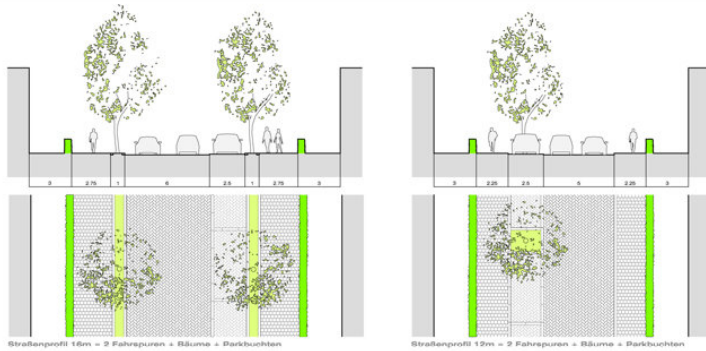 3 2.75 1 6 2.5 1 2.75 3
3 2.25 2.5 5 2.25 3
Straßenprofil 16m = 2 Fahrspuren + Bäume + Parkbuchten
Straßenprofil 12m = 2 Fahrspuren + Bäume + Parkbuchten